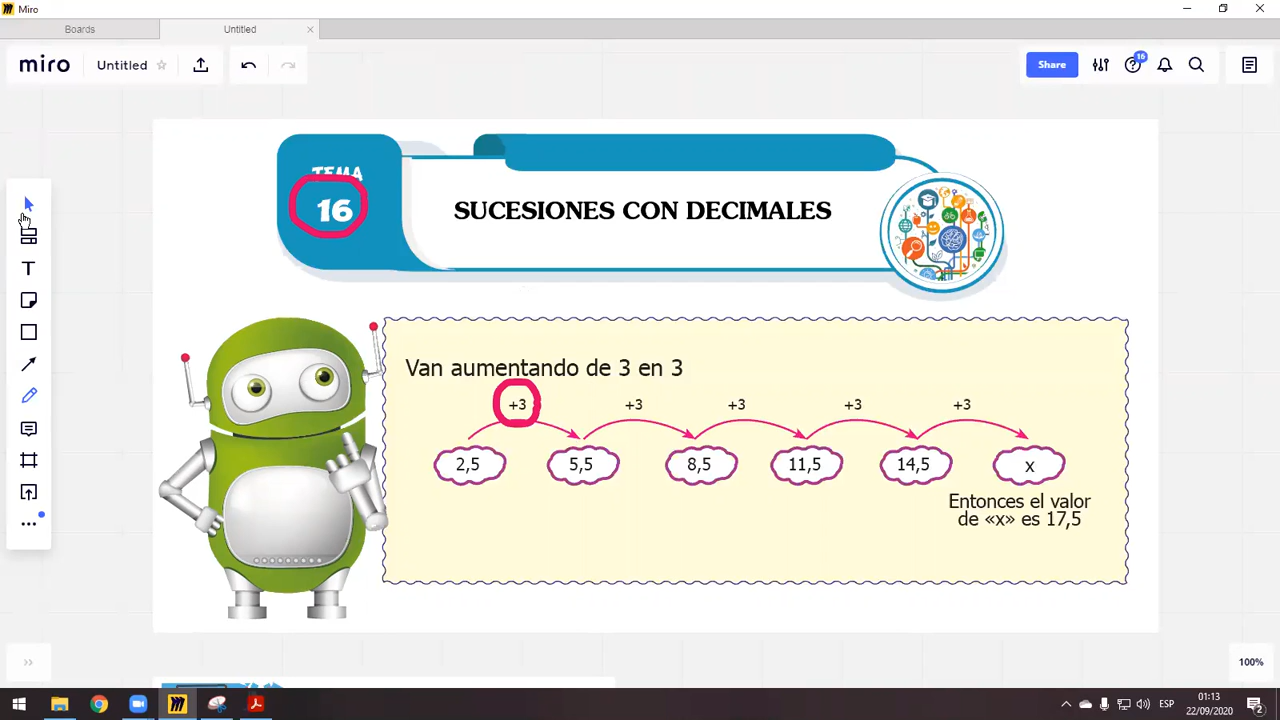 Miro
Boards
Untitled
miro
Untitled
Share
16
TEMA
16
SUCESIONES CON DECIMALES
Van aumentando de 3 en 3
+3
+3
+3
+3
+3
2,5
5,5
8,5
11,5
14,5
x
Entonces el valor
de «x» es 17,5
100%
01:13
ESP
22/09/2020
2